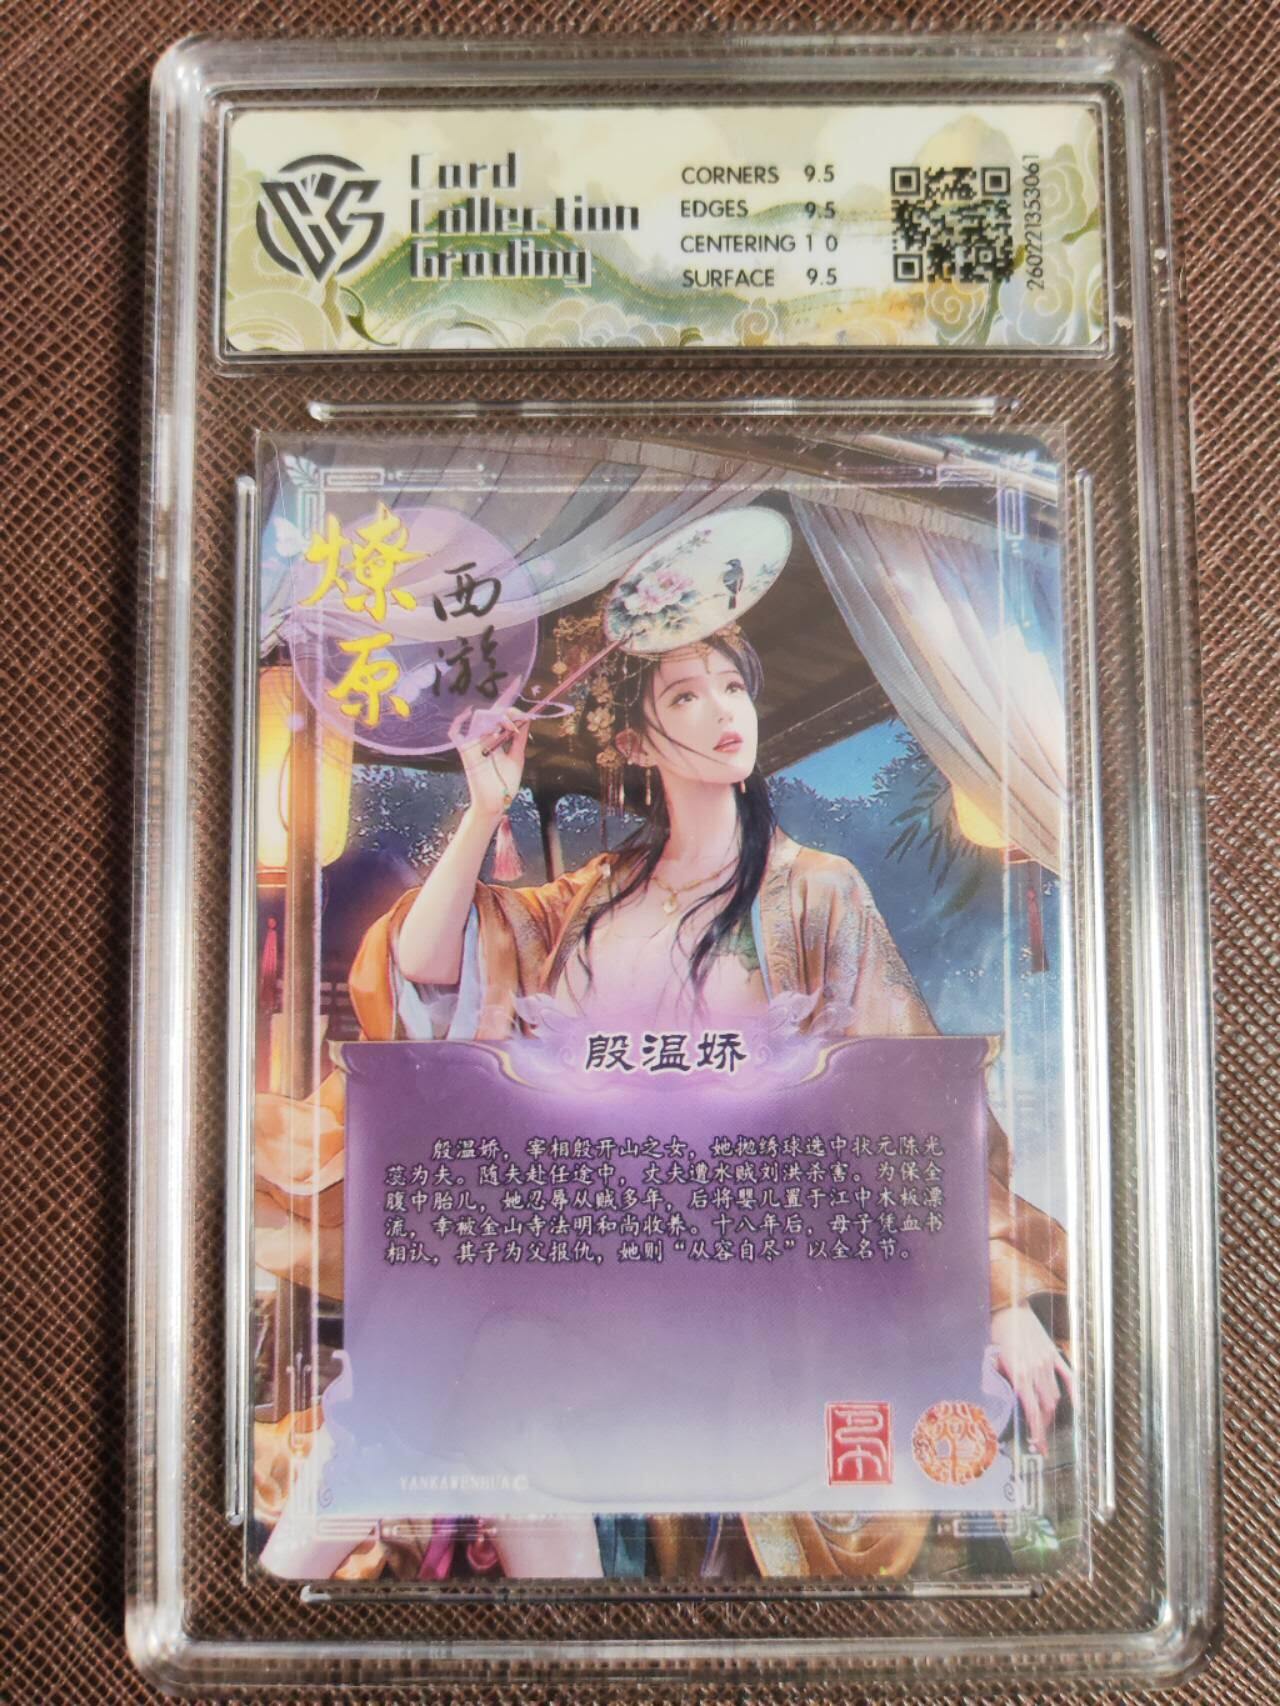 Card
Collection
Grading
CORNERS 9.5
EDGES 9.5
CENTERING 10
SURFACE 9.5
2602221353061
燎原
西游
殷温娇
殷温娇，宰相殷开山之女，她抛绣球选中状元陈光
蕊为夫。随夫赴任途中，丈夫遭水贼刘洪杀害。为保全
腹中胎儿，她忍辱从贼多年，后将婴儿置于江中木板漂
流，幸被金山寺法明和尚收养。十八年后，母子凭血书
相认，其子为父报仇，她则“从容自尽”以全名节。
YANKAWENHUA©